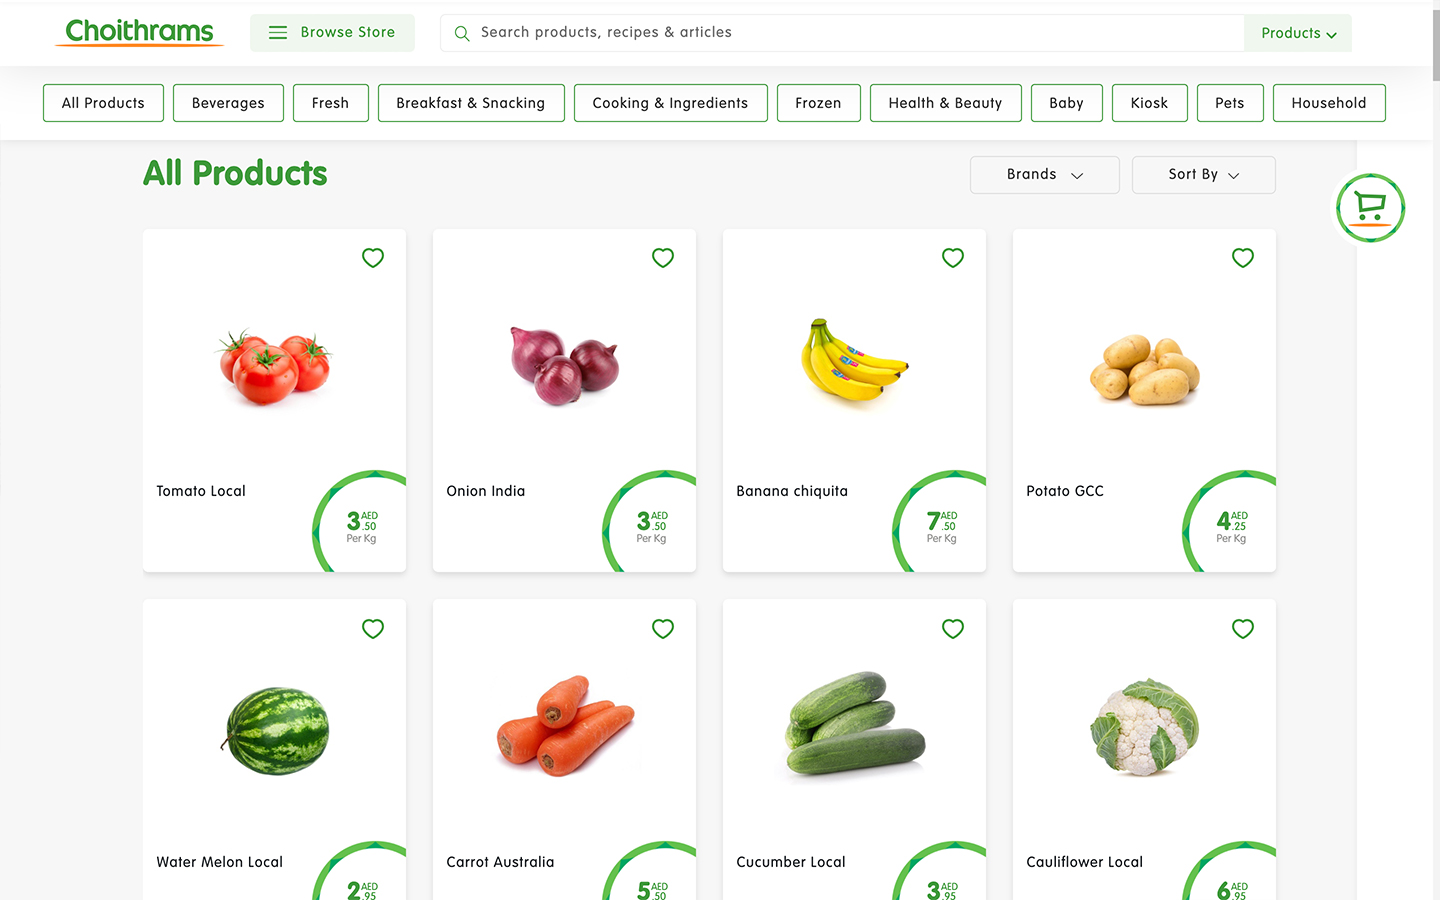 Choithrams
Browse Store
Search products, recipes & articles
Products
All Products
Beverages
Fresh
Breakfast & Snacking
Cooking & Ingredients
Frozen
Health & Beauty
Baby
Kiosk
Pets
Household
All Products
Brands
Sort By
Tomato Local
3 AED .50
Per Kg
Onion India
3 AED .50
Per Kg
Banana chiquita
7 AED .50
Per Kg
Potato GCC
4 AED .25
Per Kg
Water Melon Local
2 AED .95
Carrot Australia
5 AED .50
Cucumber Local
3 AED .95
Cauliflower Local
6 AED .95